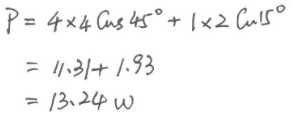 P = 4×4 Cos 45° + 1×2 Cos 15°
= 11.31 + 1.93
= 13.24 W